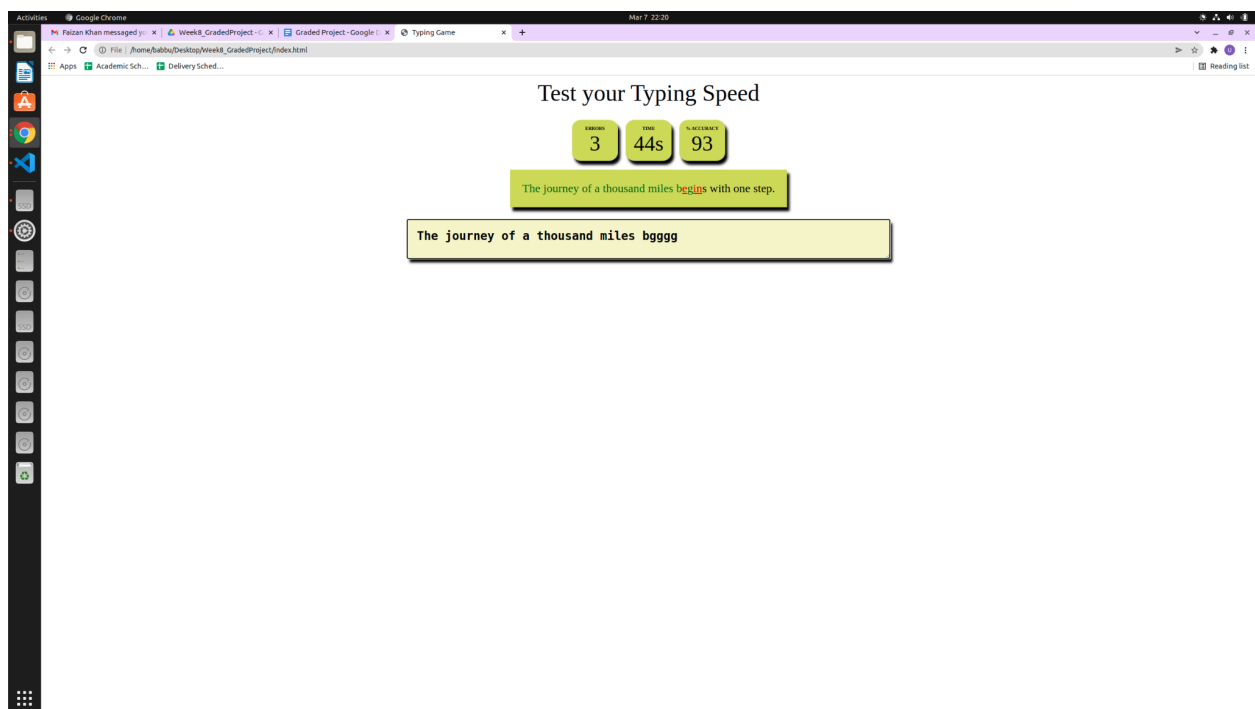 Activities Google Chrome Mar 7 22:20
Faizan Khan messaged yo Week8_GradedProject - G Graded Project - Google D Typing Game
File /home/babbu/Desktop/Week8_GradedProject/index.html
Apps Academic Sch... Delivery Sched... Reading list
Test your Typing Speed
ERRORS TIME % ACCURACY
3 44s 93
The journey of a thousand miles begins with one step.
The journey of a thousand miles bgggg
SSD
SSD